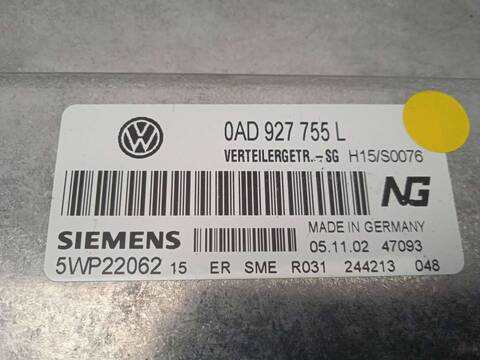 0AD 927 755 L
VERTEILERGETR.-SG H15/S0076
NG
MADE IN GERMANY
SIEMENS 05.11.02 47093
5WP22062 15 ER SME R031 244213 048